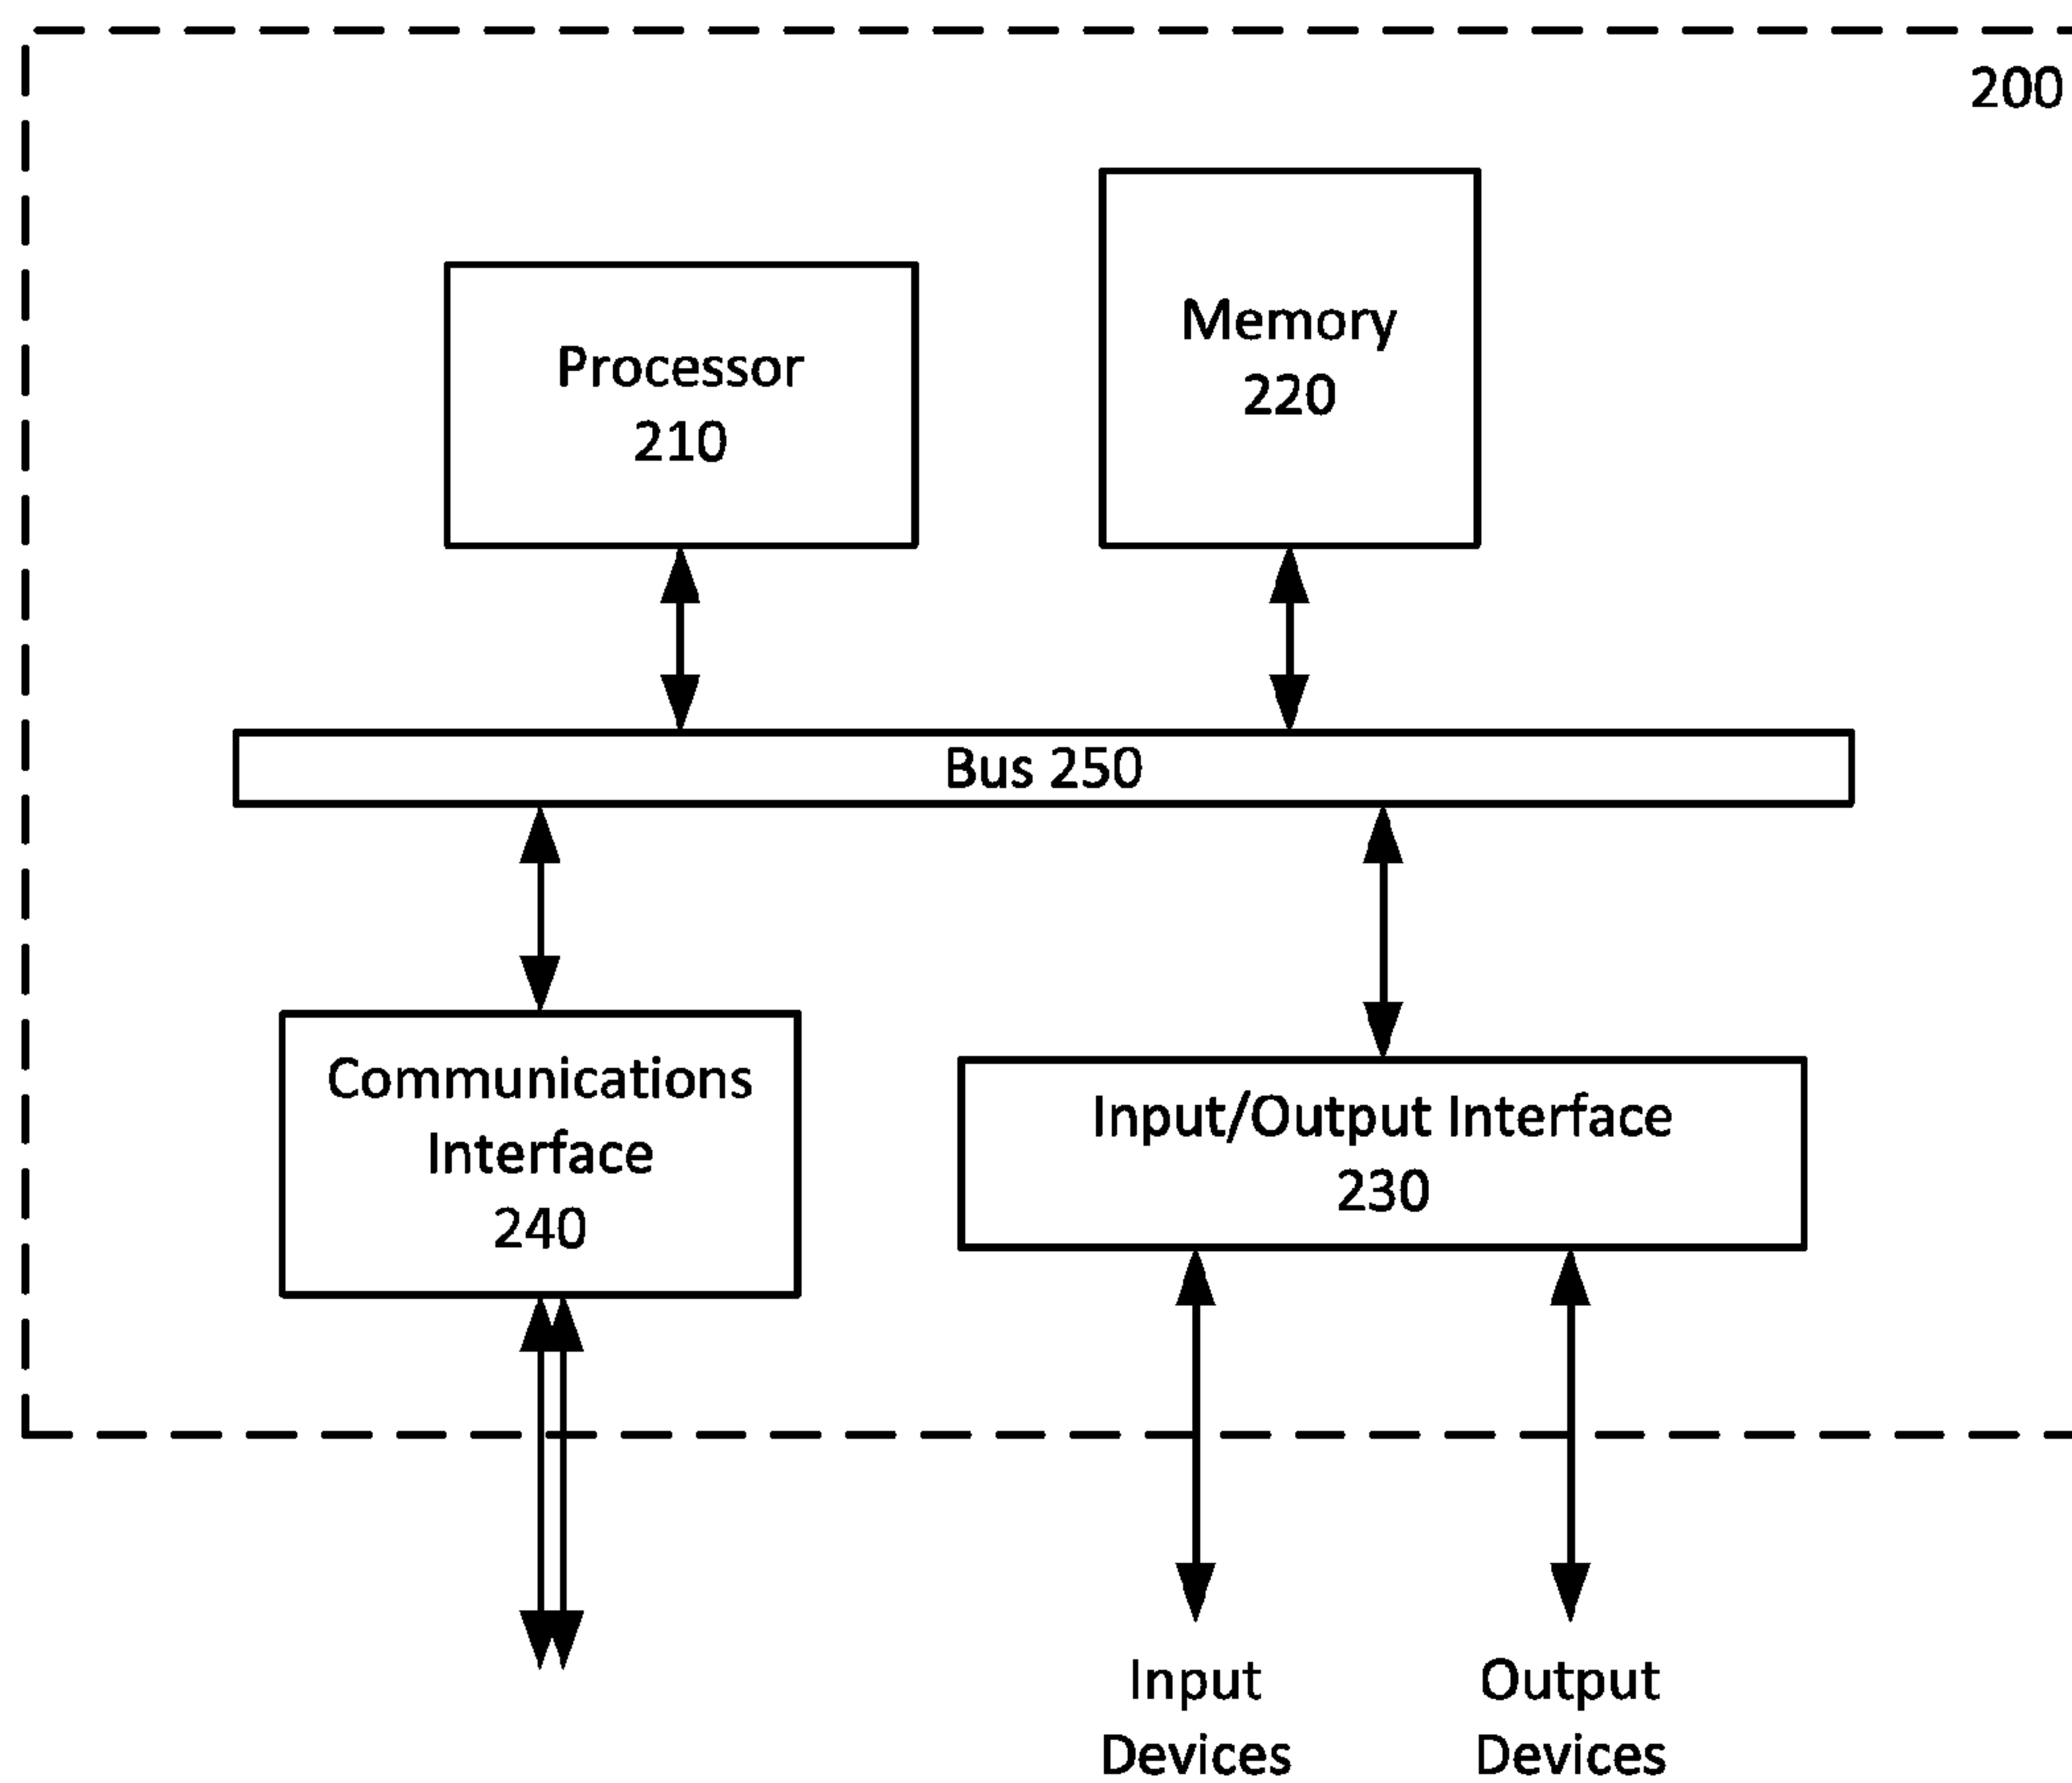 200
Processor
210
Memory
220
Bus 250
Communications
Interface
240
Input/Output Interface
230
Input
Devices
Output
Devices